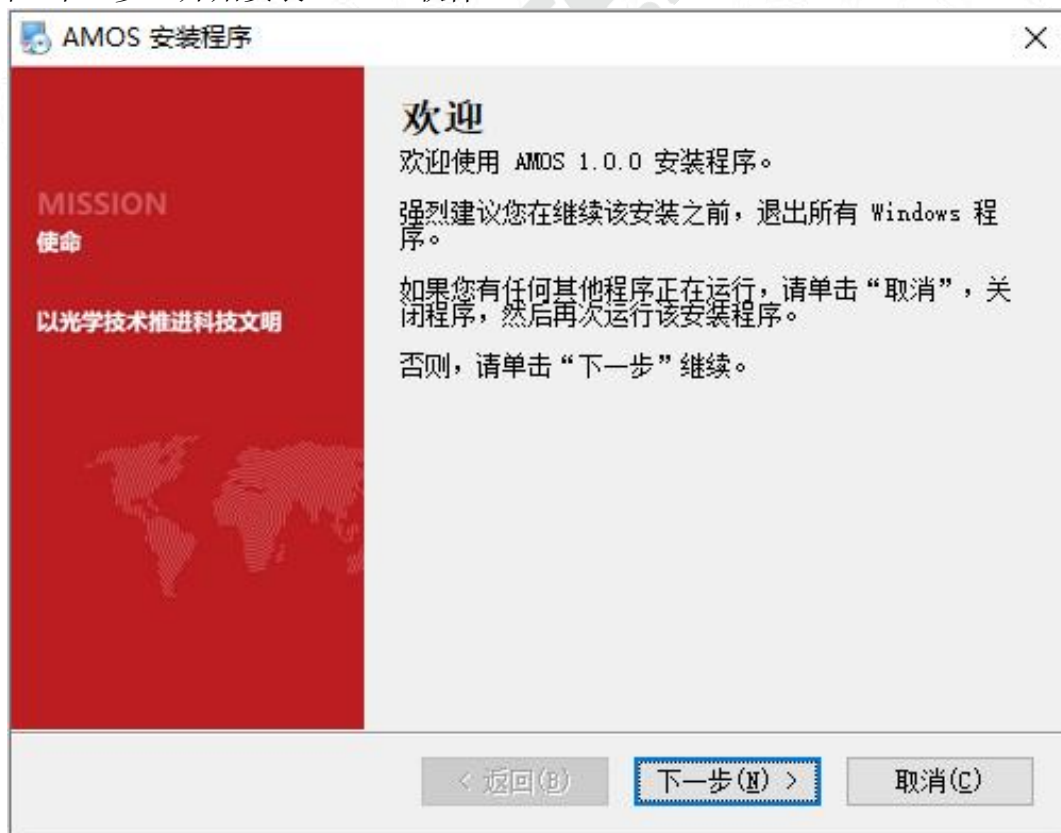 AMOS 安装程序
MISSION
使命
以光学技术推进科技文明
欢迎
欢迎使用 AMOS 1.0.0 安装程序。
强烈建议您在继续该安装之前，退出所有 Windows 程
序。
如果您有任何其他程序正在运行，请单击“取消”，关
闭程序，然后再次运行该安装程序。
否则，请单击“下一步”继续。
< 返回(B)
下一步(N) >
取消(C)